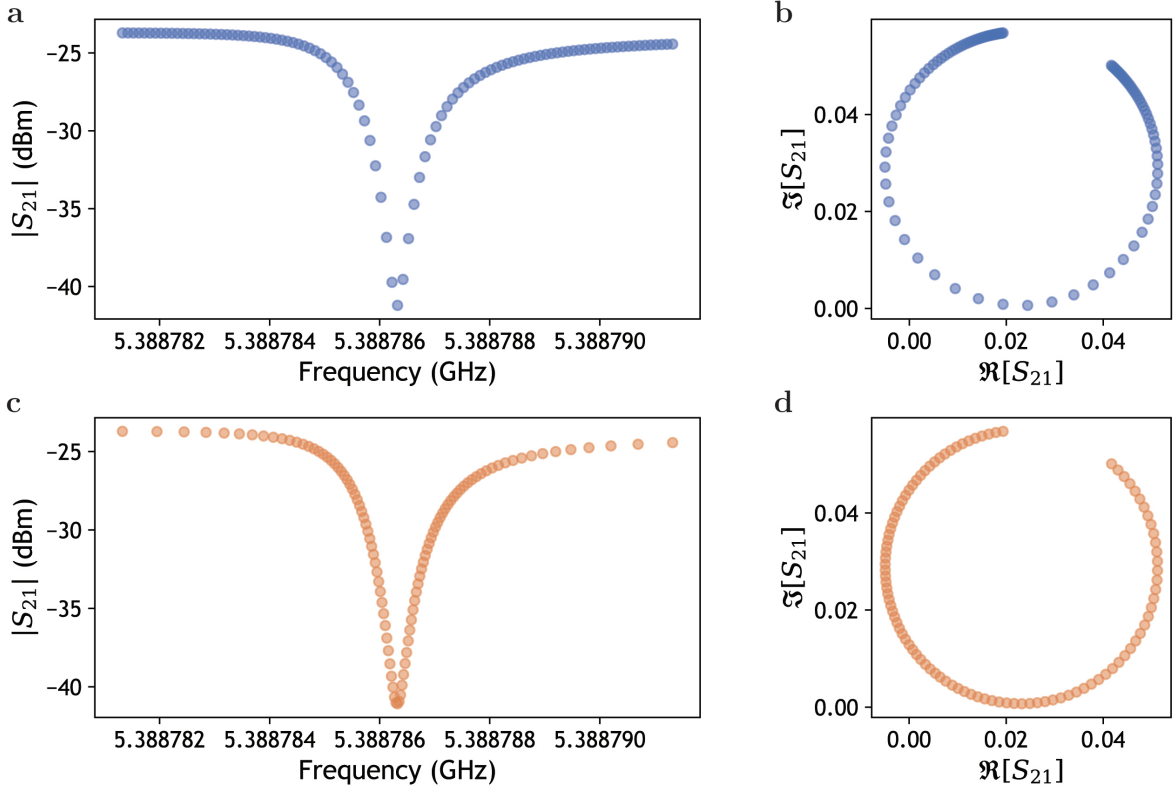 a
−25
−30
−35
−40
|S₂₁| (dBm)
5.388782 5.388784 5.388786 5.388788 5.388790
Frequency (GHz)
b
0.04
0.02
0.00
ℑ[S₂₁]
0.00 0.02 0.04
ℜ[S₂₁]
c
−25
−30
−35
−40
|S₂₁| (dBm)
5.388782 5.388784 5.388786 5.388788 5.388790
Frequency (GHz)
d
0.04
0.02
0.00
ℑ[S₂₁]
0.00 0.02 0.04
ℜ[S₂₁]